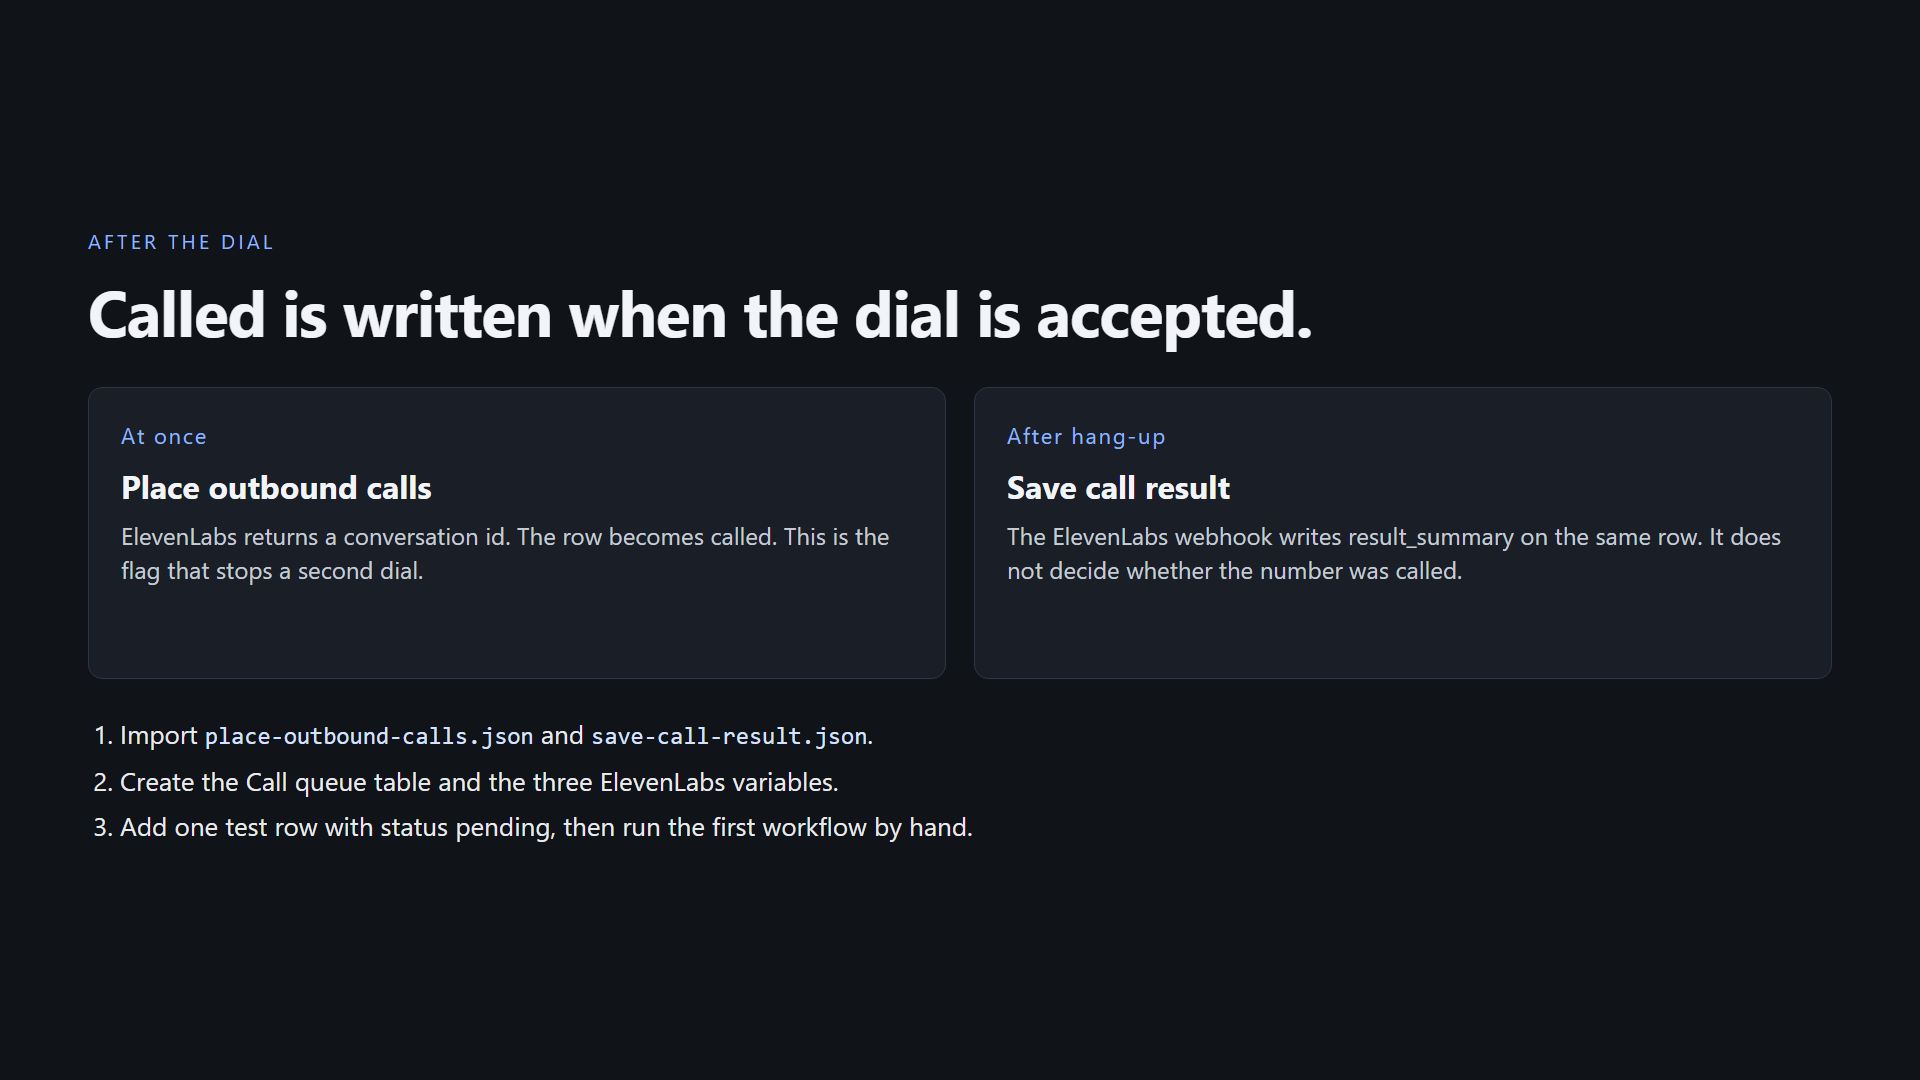 AFTER THE DIAL
Called is written when the dial is accepted.
At once
Place outbound calls
ElevenLabs returns a conversation id. The row becomes called. This is the
flag that stops a second dial.
After hang-up
Save call result
The ElevenLabs webhook writes result_summary on the same row. It does
not decide whether the number was called.
1. Import place-outbound-calls.json and save-call-result.json.
2. Create the Call queue table and the three ElevenLabs variables.
3. Add one test row with status pending, then run the first workflow by hand.